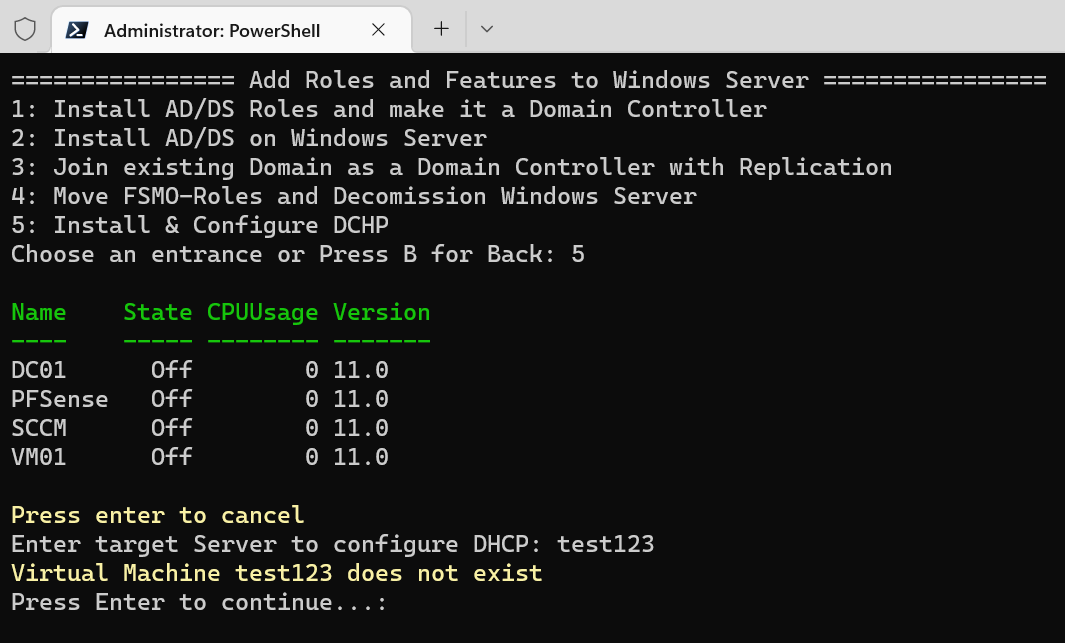 Administrator: PowerShell
================ Add Roles and Features to Windows Server ================
1: Install AD/DS Roles and make it a Domain Controller
2: Install AD/DS on Windows Server
3: Join existing Domain as a Domain Controller with Replication
4: Move FSMO-Roles and Decomission Windows Server
5: Install & Configure DCHP
Choose an entrance or Press B for Back: 5
Name    State CPUUsage Version
----    ----- -------- -------
DC01      Off        0 11.0
PFSense   Off        0 11.0
SCCM      Off        0 11.0
VM01      Off        0 11.0
Press enter to cancel
Enter target Server to configure DHCP: test123
Virtual Machine test123 does not exist
Press Enter to continue...: